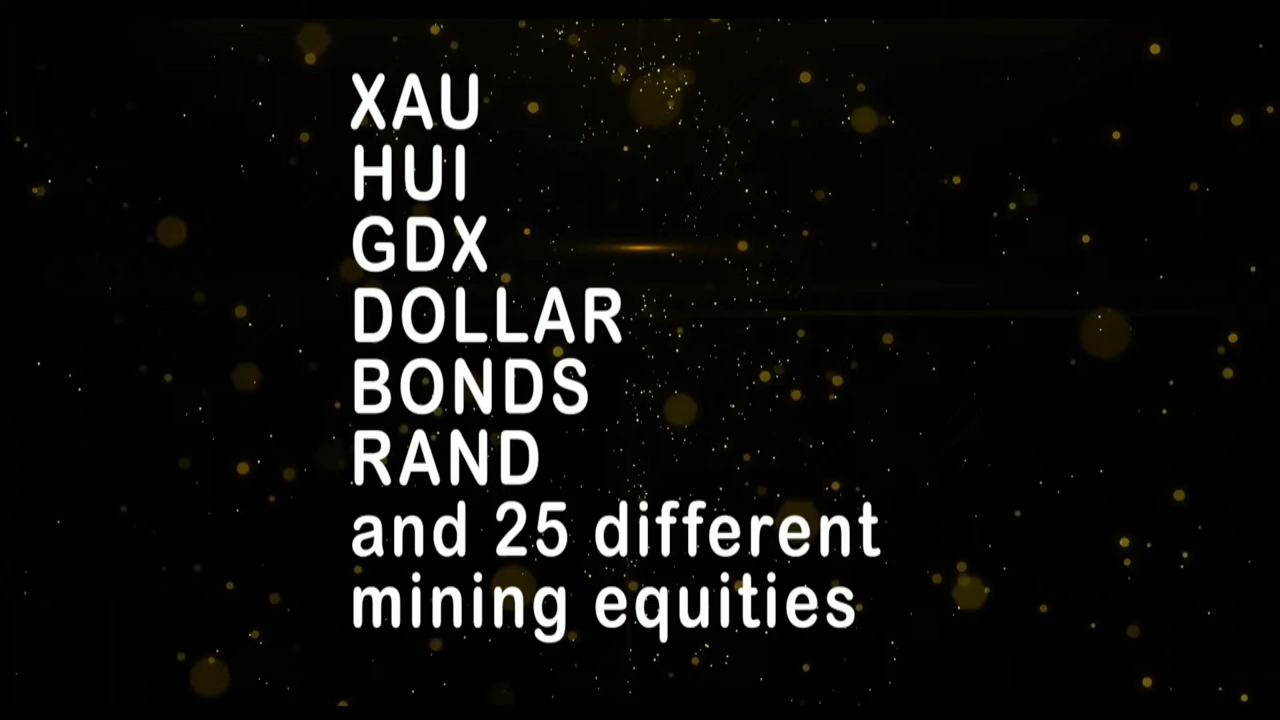 XAU
HUI
GDX
DOLLAR
BONDS
RAND
and 25 different
mining equities